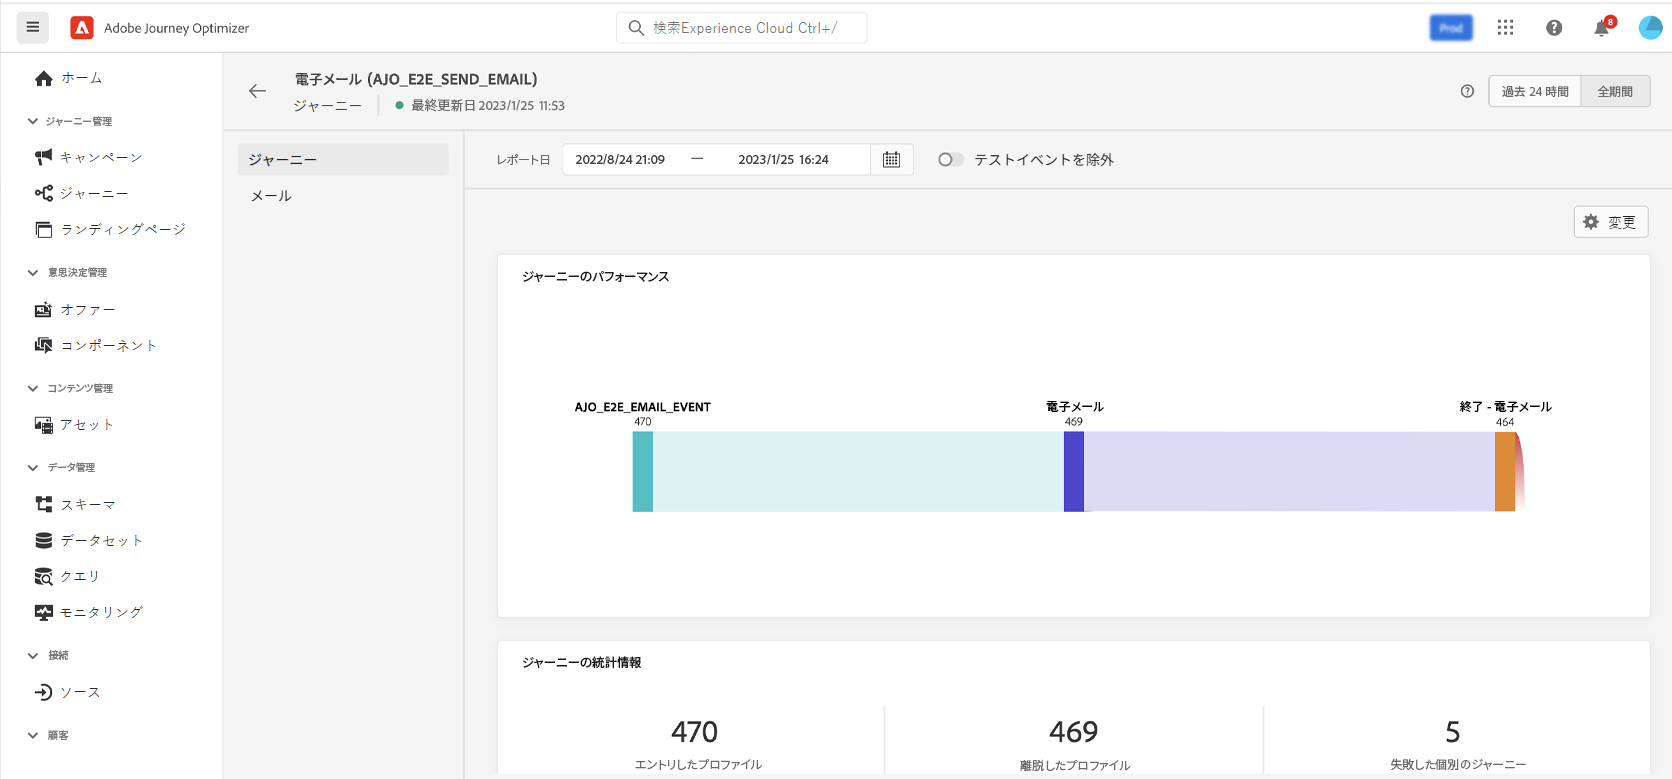 Adobe Journey Optimizer
検索Experience Cloud Ctrl+/
Prod
8
ホーム
ジャーニー管理
キャンペーン
ジャーニー
ランディングページ
意思決定管理
オファー
コンポーネント
コンテンツ管理
アセット
データ管理
スキーマ
データセット
クエリ
モニタリング
接続
ソース
顧客
電子メール (AJO_E2E_SEND_EMAIL)
ジャーニー
最終更新日 2023/1/25 11:53
過去 24 時間
全期間
ジャーニー
メール
レポート日
2022/8/24 21:09 — 2023/1/25 16:24
テストイベントを除外
変更
ジャーニーのパフォーマンス
AJO_E2E_EMAIL_EVENT
470
電子メール
469
終了 - 電子メール
464
ジャーニーの統計情報
470
エントリしたプロファイル
469
離脱したプロファイル
5
失敗した個別のジャーニー